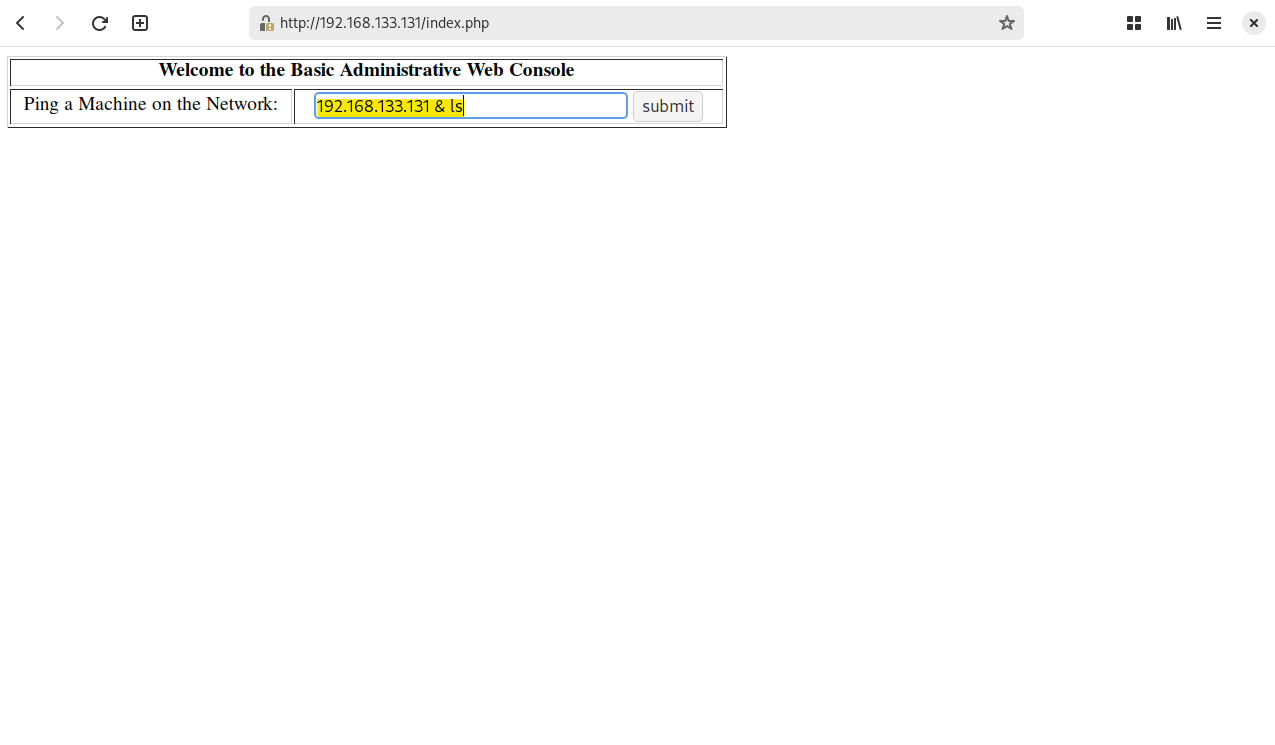 http://192.168.133.131/index.php
Welcome to the Basic Administrative Web Console
Ping a Machine on the Network: 192.168.133.131 & ls submit